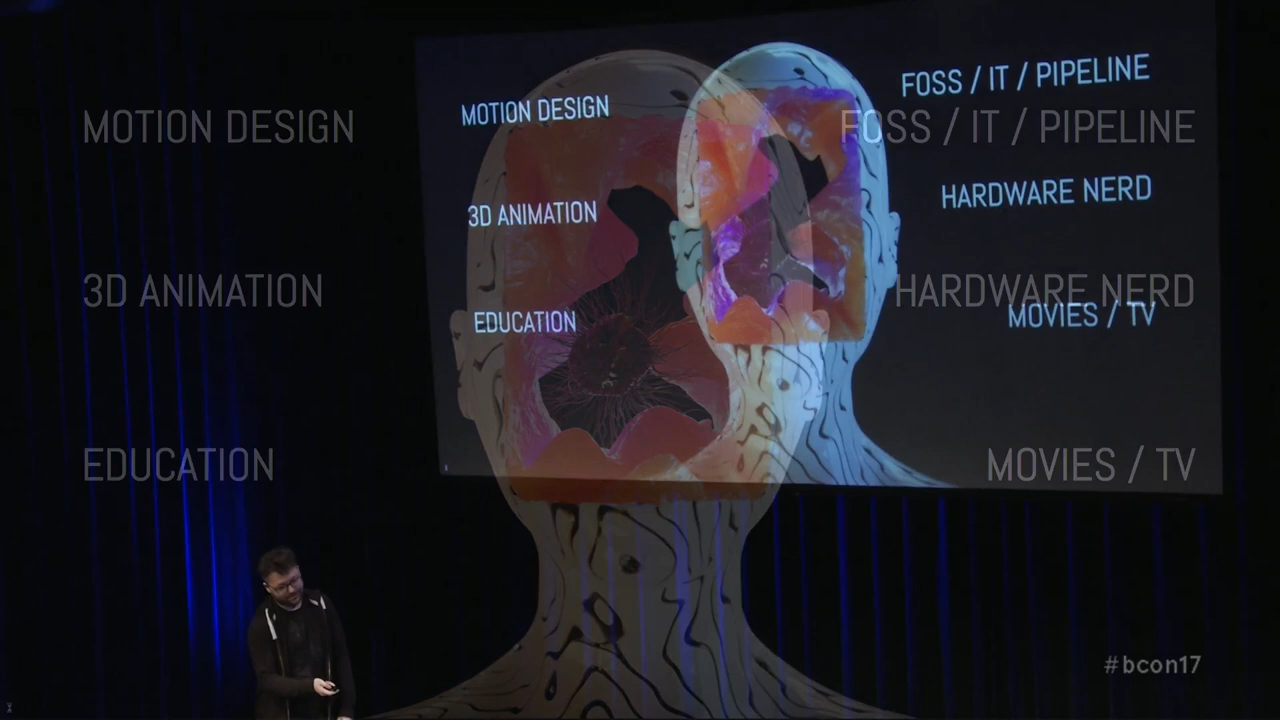 MOTION DESIGN
3D ANIMATION
EDUCATION
FOSS / IT / PIPELINE
HARDWARE NERD
MOVIES / TV
MOTION DESIGN
3D ANIMATION
EDUCATION
FOSS / IT / PIPELINE
HARDWARE NERD
MOVIES / TV
#bcon17